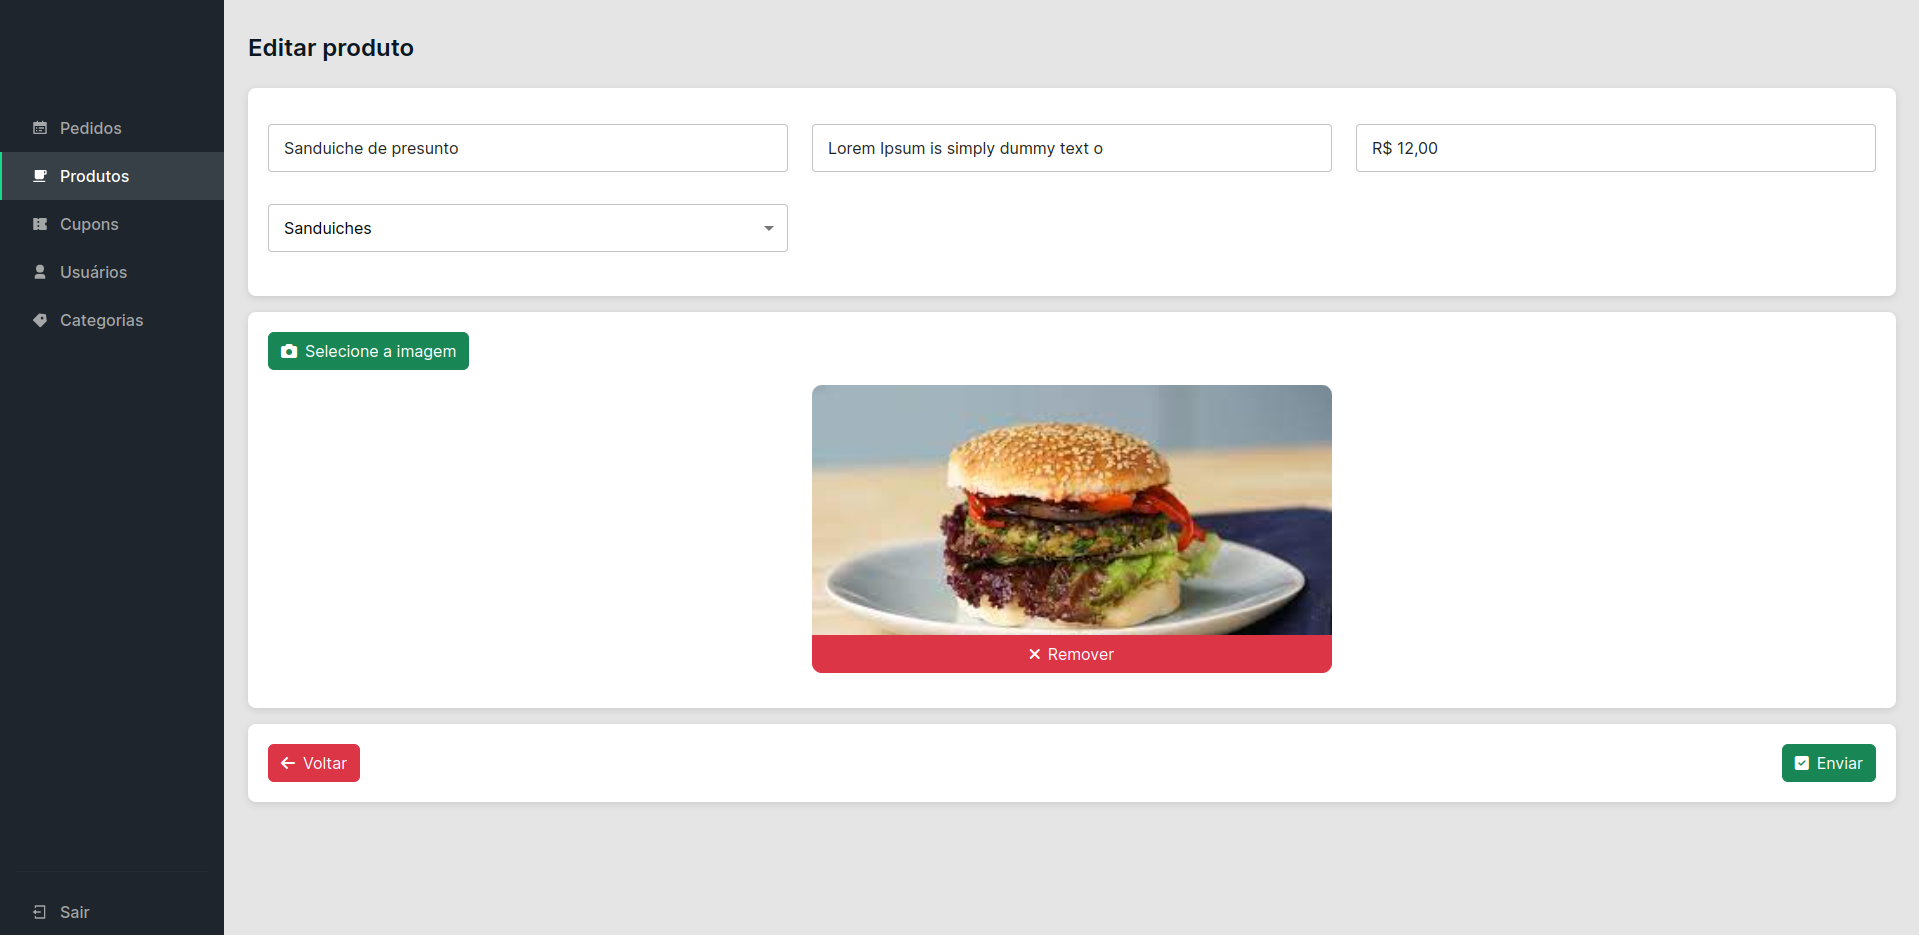 Editar produto
Pedidos
Produtos
Cupons
Usuários
Categorias
Sair
Sanduiche de presunto
Lorem Ipsum is simply dummy text o
R$ 12,00
Sanduiches
Selecione a imagem
Remover
Voltar
Enviar